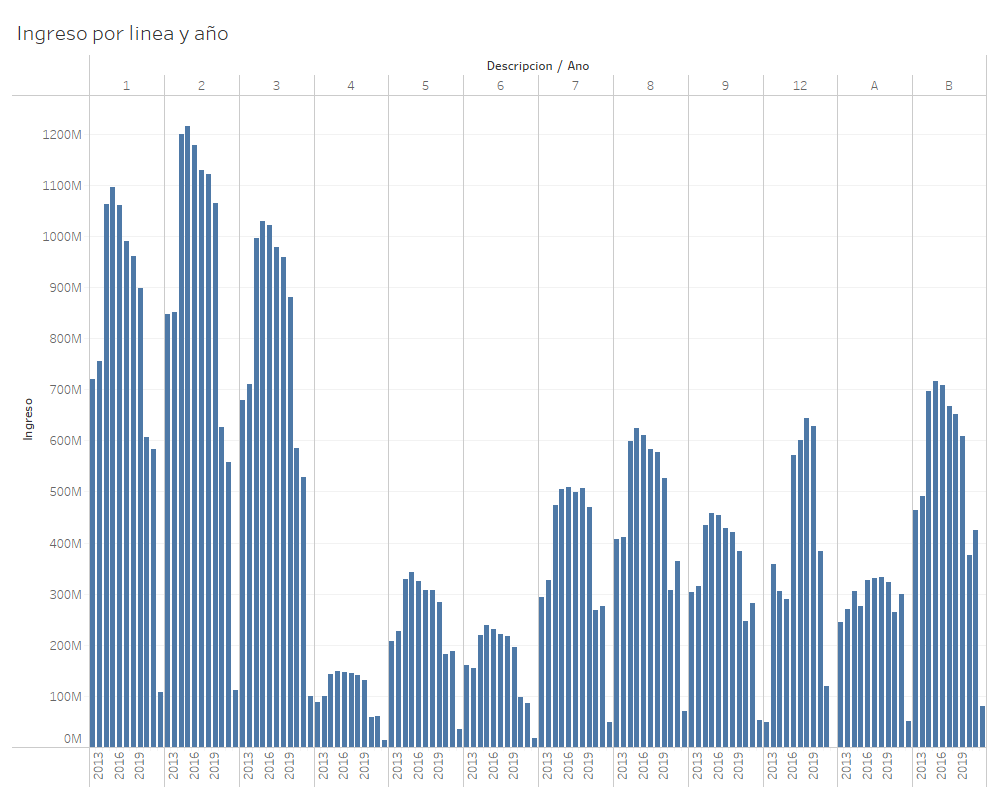 Ingreso por linea y año
Descripcion / Ano
1 2 3 4 5 6 7 8 9 12 A B
Ingreso
1200M
1100M
1000M
900M
800M
700M
600M
500M
400M
300M
200M
100M
0M
2013 2016 2019 2013 2016 2019 2013 2016 2019 2013 2016 2019 2013 2016 2019 2013 2016 2019 2013 2016 2019 2013 2016 2019 2013 2016 2019 2013 2016 2019 2013 2016 2019 2013 2016 2019